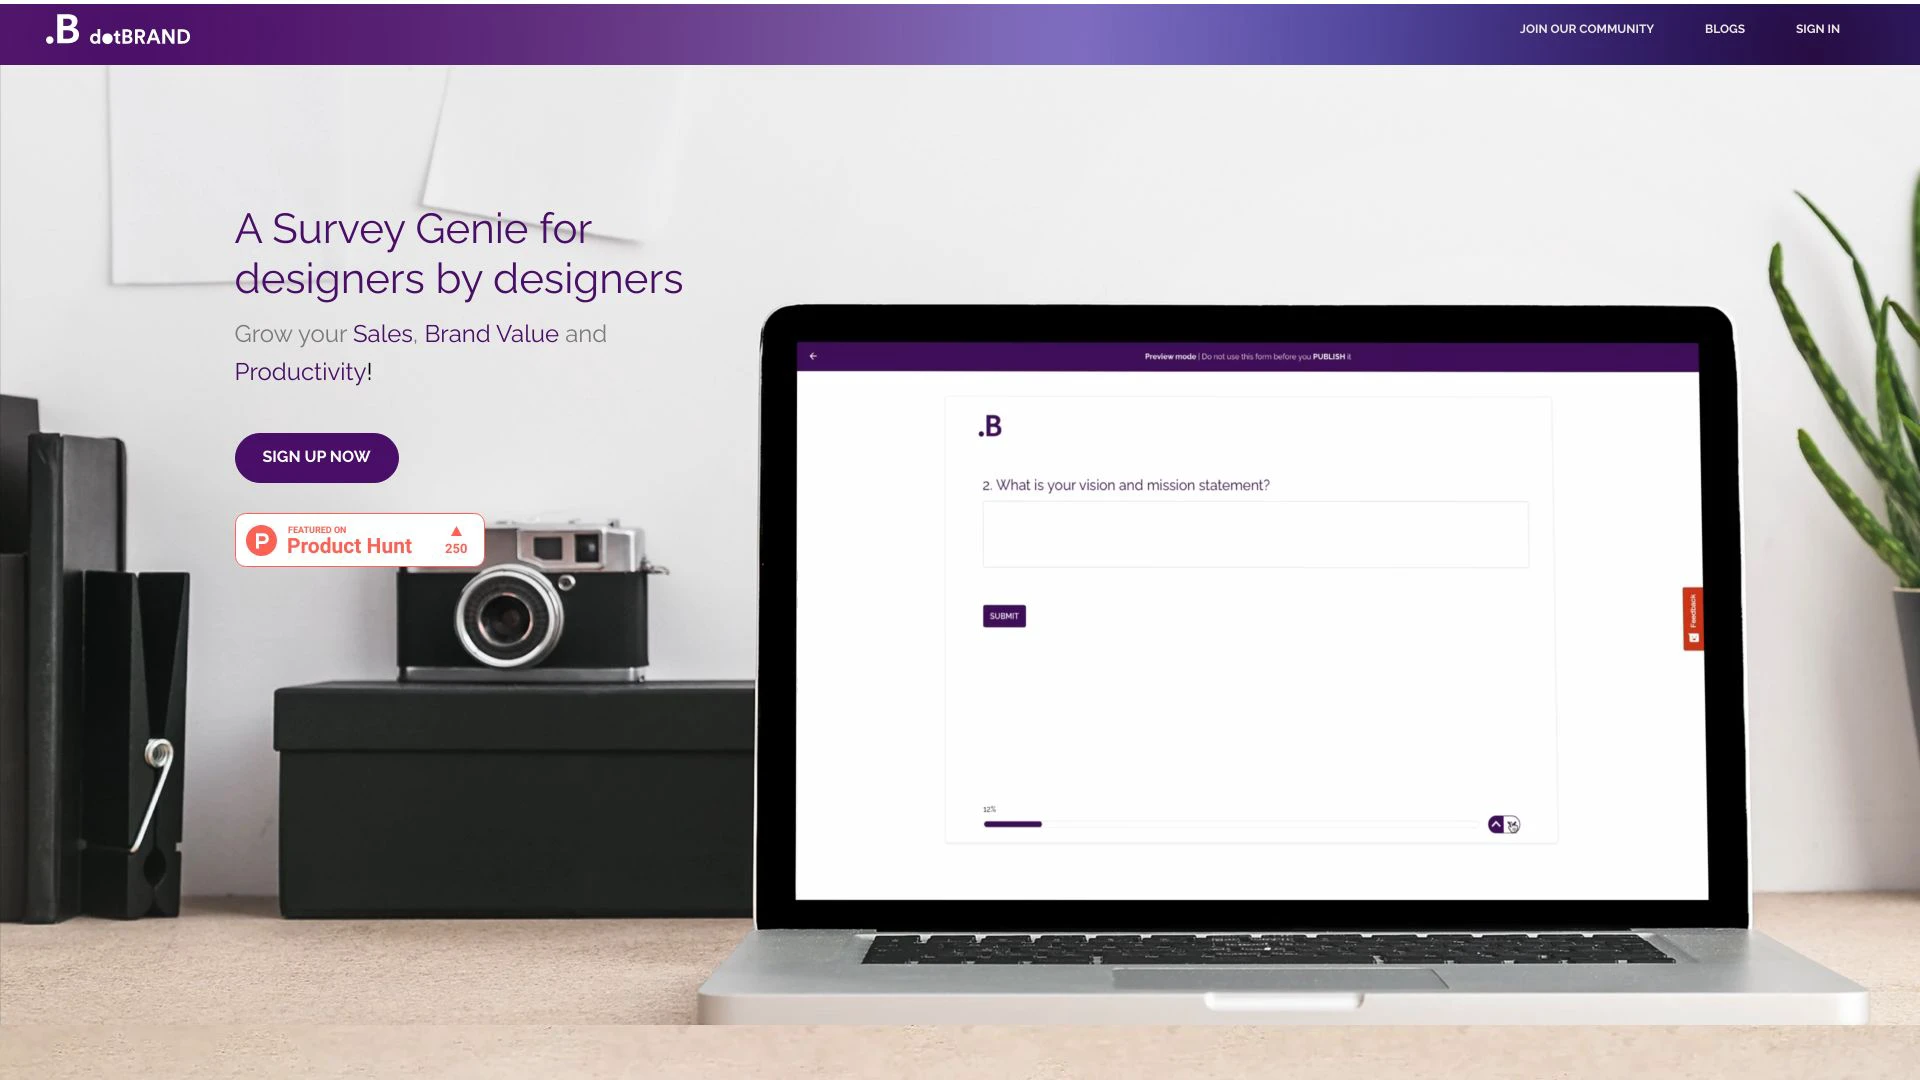 .B dotBRAND
JOIN OUR COMMUNITY
BLOGS
SIGN IN
A Survey Genie for
designers by designers
Grow your Sales, Brand Value and
Productivity!
SIGN UP NOW
FEATURED ON
Product Hunt
250
Preview mode | Do not use this form before you PUBLISH it
.B
2. What is your vision and mission statement?
SUBMIT
Feedback
12%